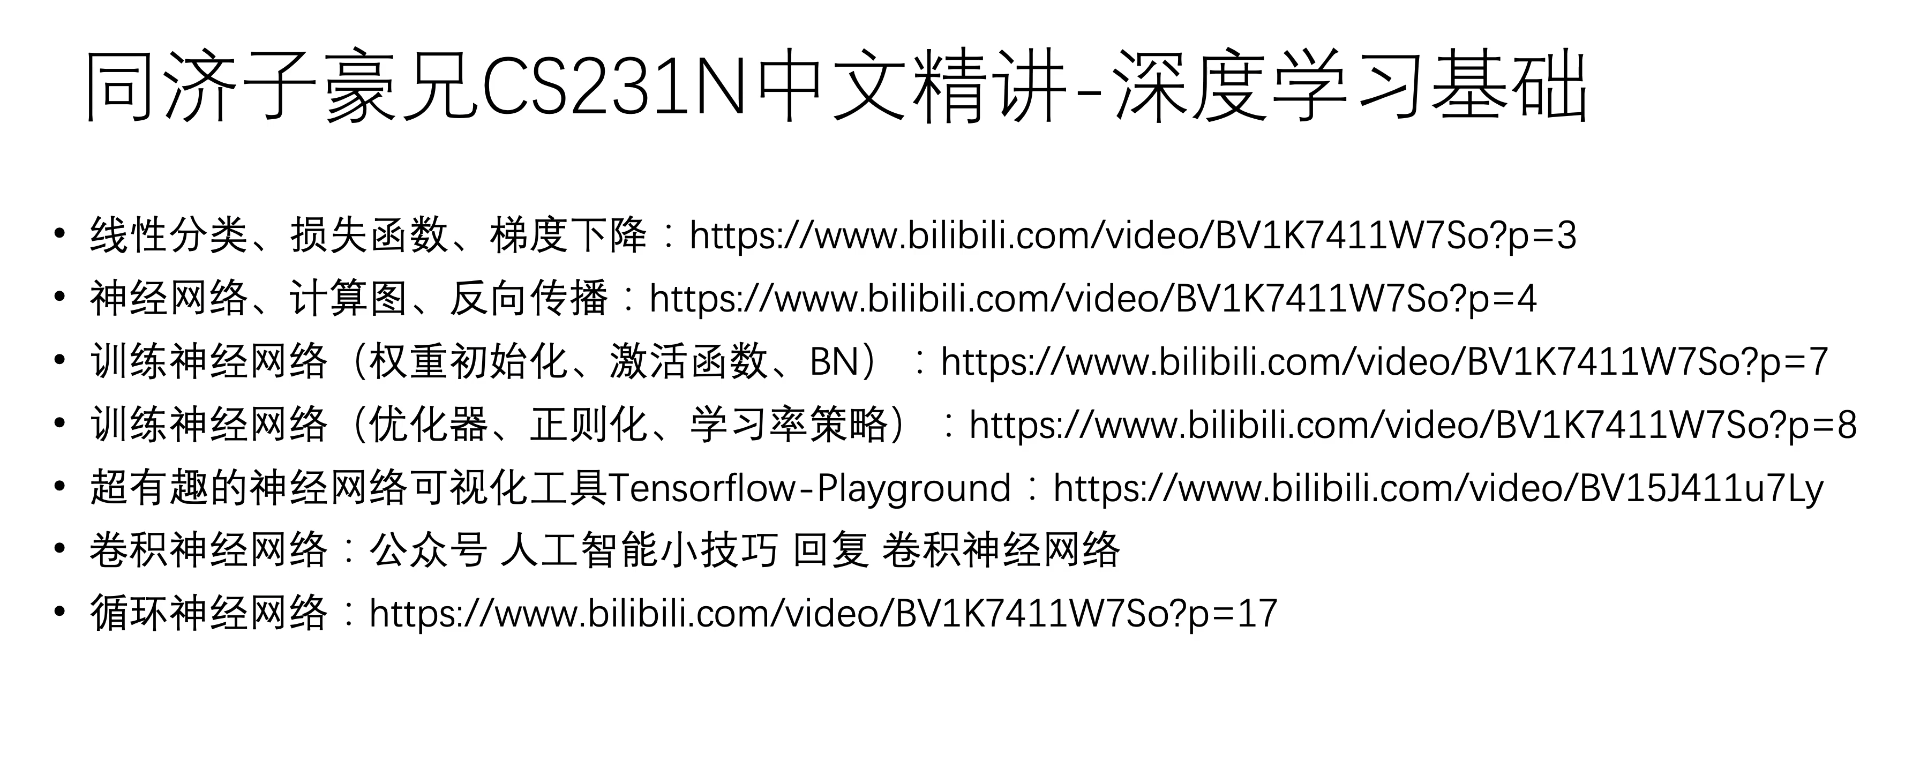 同济子豪兄CS231N中文精讲-深度学习基础
• 线性分类、损失函数、梯度下降：https://www.bilibili.com/video/BV1K7411W7So?p=3
• 神经网络、计算图、反向传播：https://www.bilibili.com/video/BV1K7411W7So?p=4
• 训练神经网络（权重初始化、激活函数、BN）：https://www.bilibili.com/video/BV1K7411W7So?p=7
• 训练神经网络（优化器、正则化、学习率策略）：https://www.bilibili.com/video/BV1K7411W7So?p=8
• 超有趣的神经网络可视化工具Tensorflow-Playground：https://www.bilibili.com/video/BV15J411u7Ly
• 卷积神经网络：公众号 人工智能小技巧 回复 卷积神经网络
• 循环神经网络：https://www.bilibili.com/video/BV1K7411W7So?p=17